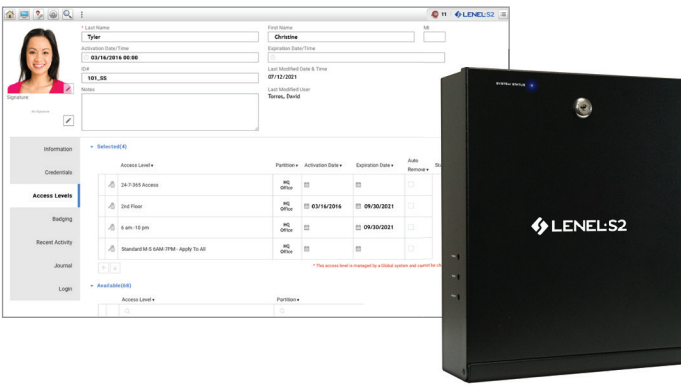 11 LENEL·S2
* Last Name First Name MI
Tyler Christine
Activation Date/Time Expiration Date/Time
03/16/2016 00:00
ID# Last Modified Date & Time
101_SS 07/12/2021
Notes Last Modified User
Torres, David
Signature:
No Signature
Information
Credentials
Access Levels
Badging
Recent Activity
Journal
Login
Selected(4)
Access Level Partition Activation Date Expiration Date Auto Remove
24-7-365 Access HQ Office
2nd Floor HQ Office 03/16/2016 09/30/2021
6 am -10 pm HQ Office 09/30/2021
Standard M-S 6AM-7PM - Apply To All HQ Office
* This access level is managed by a Global system and cannot be
Available(68)
Access Level Partition
SYSTEM STATUS
LENEL·S2